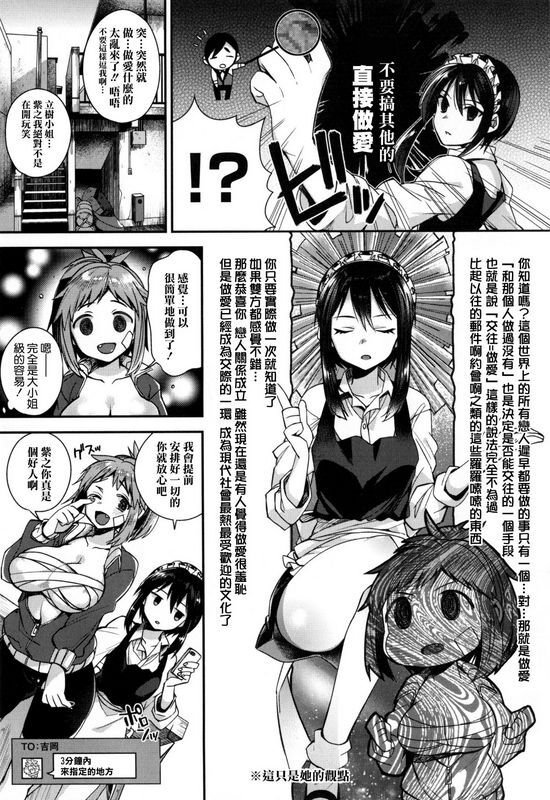 不要搞其他的
直接做愛──
!?
突…突然就
做…做愛什麼的
太亂來了!! 唔唔
不要這樣逗我啊…
立樹小姐…
紫之我絕對不是
在開玩笑
你知道嗎?這個世界上的所有戀人遲早都要做的事只有一個…對…那就是做愛
「和那個人做過沒有」也是決定是否能交往的一個手段
也就是說「交往=做愛」這樣的說法完全不為過
比起以往的郵件啊約會啊之類的這些羅羅嗦嗦的東西
你只要實際做一次就知道了
如果雙方都感覺不錯…
那麼恭喜你 戀人關係成立 雖然現在還是有人覺得做愛很羞恥
但是做愛已經成為交際的一環 成為現代社會最熱最受歡迎的文化了
※這只是她的觀點
感覺…可以
很簡單地做到了!
嗯──
完全是大小姐
級的容易!
我會提前
安排好一切的
你就放心吧
紫之你真是
個好人啊
グスッ
ポロ
TO:吉岡
3分鐘內
來指定的地方